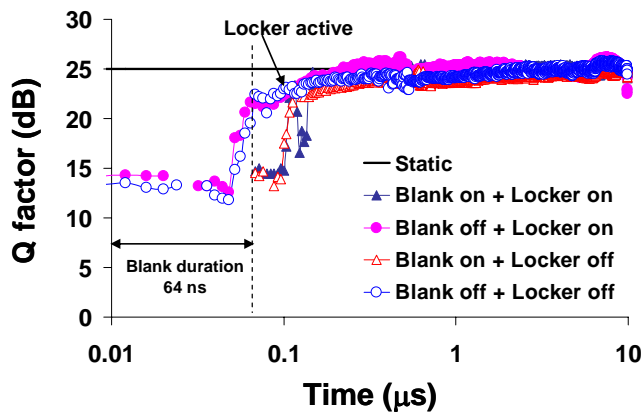 30
25
20
15
10
5
0
Q factor (dB)
Locker active
Static
Blank on + Locker on
Blank off + Locker on
Blank on + Locker off
Blank off + Locker off
Blank duration
64 ns
0.01
0.1
1
10
Time (μs)